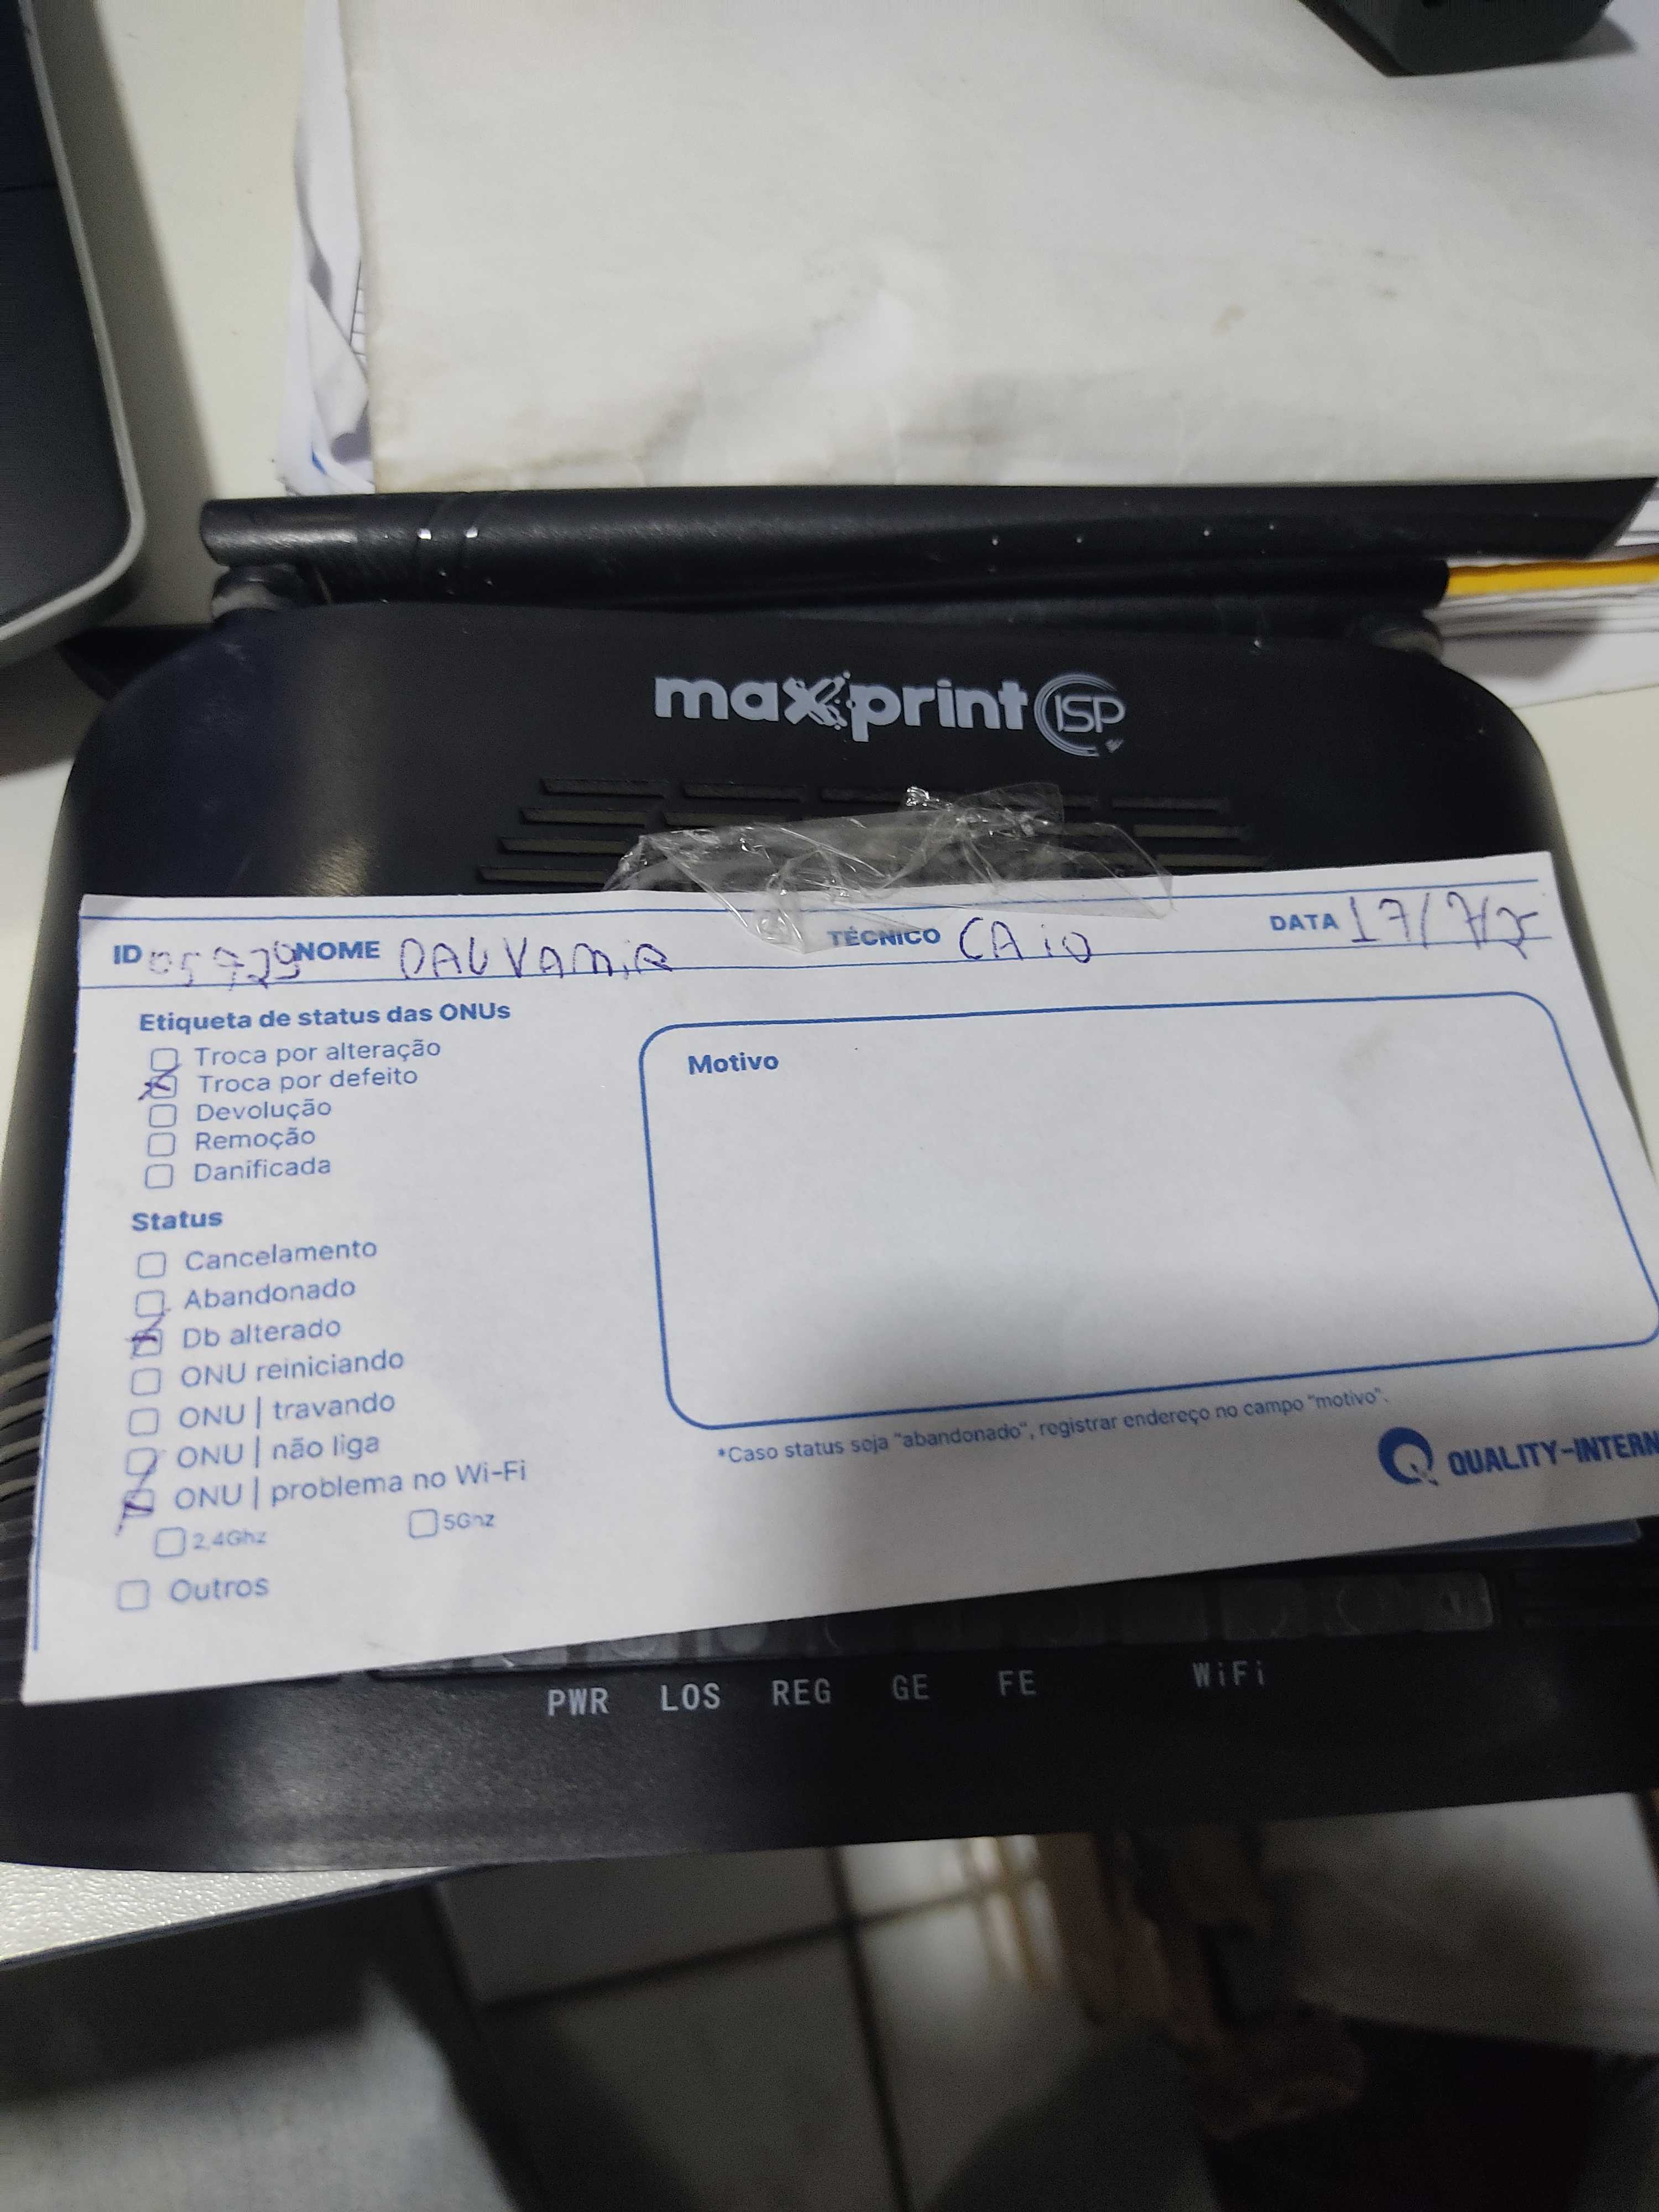 maxprint ISP
ID 05729 NOME DALVAMIR TÉCNICO CAIO DATA 17/7/25
Etiqueta de status das ONUs
Troca por alteração
Troca por defeito
Devolução
Remoção
Danificada
Status
Cancelamento
Abandonado
Db alterado
ONU reiniciando
ONU | travando
ONU | não liga
ONU | problema no Wi-Fi
2,4Ghz 5Ghz
Outros
Motivo
*Caso status seja "abandonado", registrar endereço no campo "motivo".
QUALITY-INTERN
PWR LOS REG GE FE WiFi